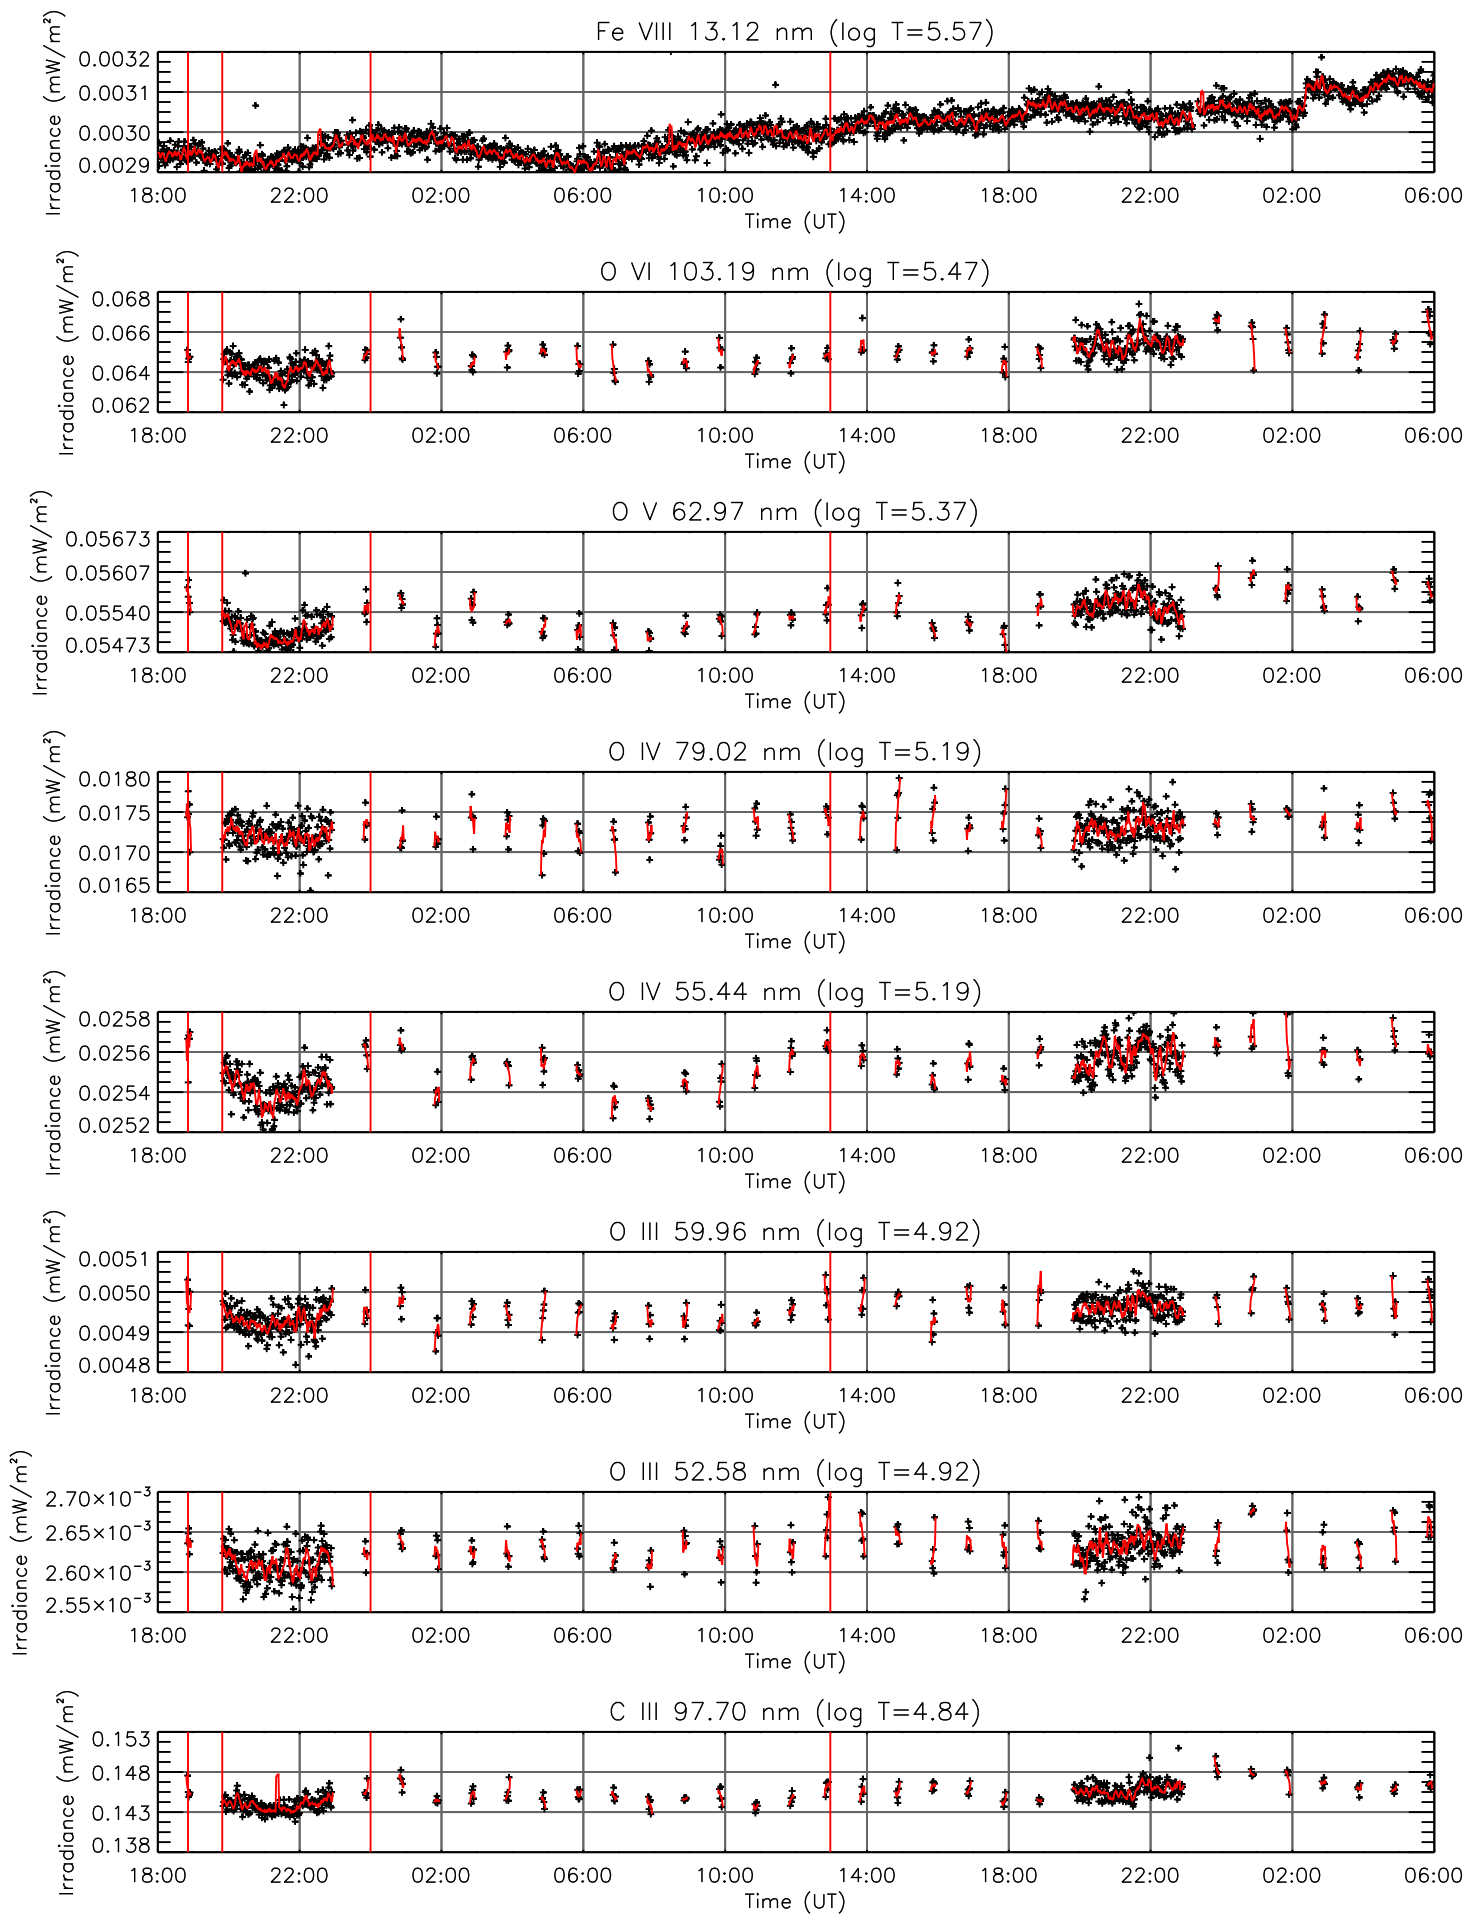 Fe VIII 13.12 nm (log T=5.57)
Irradiance (mW/m²)
0.0032
0.0031
0.0030
0.0029
18:00 22:00 02:00 06:00 10:00 14:00 18:00 22:00 02:00 06:00
Time (UT)
O VI 103.19 nm (log T=5.47)
Irradiance (mW/m²)
0.068
0.066
0.064
0.062
18:00 22:00 02:00 06:00 10:00 14:00 18:00 22:00 02:00 06:00
Time (UT)
O V 62.97 nm (log T=5.37)
Irradiance (mW/m²)
0.05673
0.05607
0.05540
0.05473
18:00 22:00 02:00 06:00 10:00 14:00 18:00 22:00 02:00 06:00
Time (UT)
O IV 79.02 nm (log T=5.19)
Irradiance (mW/m²)
0.0180
0.0175
0.0170
0.0165
18:00 22:00 02:00 06:00 10:00 14:00 18:00 22:00 02:00 06:00
Time (UT)
O IV 55.44 nm (log T=5.19)
Irradiance (mW/m²)
0.0258
0.0256
0.0254
0.0252
18:00 22:00 02:00 06:00 10:00 14:00 18:00 22:00 02:00 06:00
Time (UT)
O III 59.96 nm (log T=4.92)
Irradiance (mW/m²)
0.0051
0.0050
0.0049
0.0048
18:00 22:00 02:00 06:00 10:00 14:00 18:00 22:00 02:00 06:00
Time (UT)
O III 52.58 nm (log T=4.92)
Irradiance (mW/m²)
2.70×10⁻³
2.65×10⁻³
2.60×10⁻³
2.55×10⁻³
18:00 22:00 02:00 06:00 10:00 14:00 18:00 22:00 02:00 06:00
Time (UT)
C III 97.70 nm (log T=4.84)
Irradiance (mW/m²)
0.153
0.148
0.143
0.138
18:00 22:00 02:00 06:00 10:00 14:00 18:00 22:00 02:00 06:00
Time (UT)